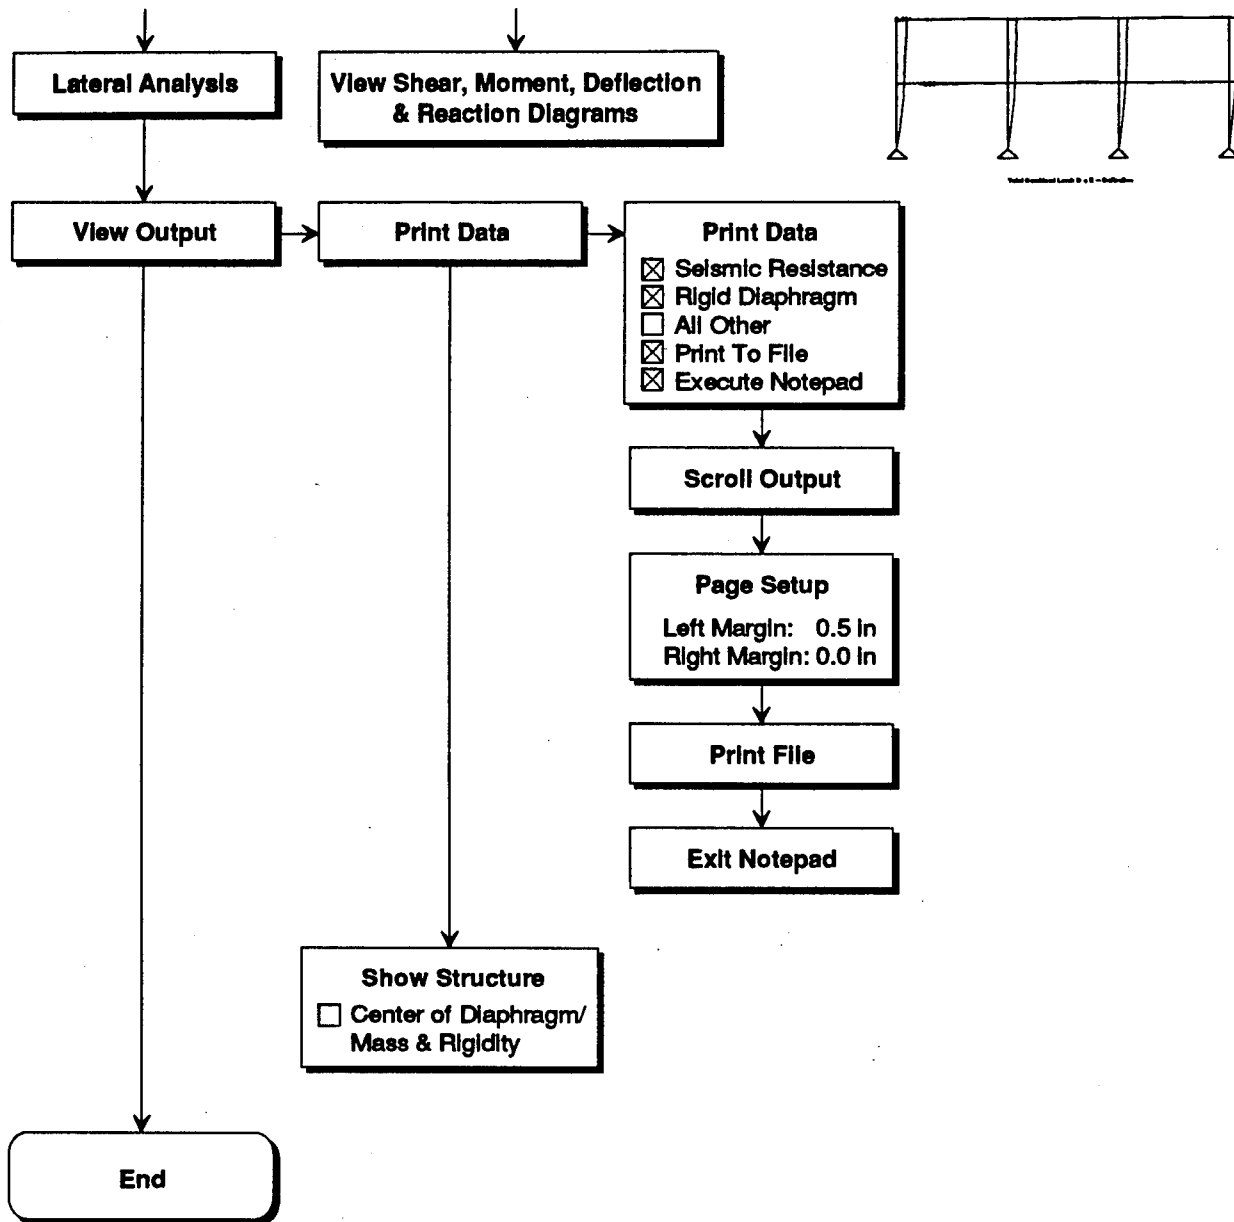 Lateral Analysis
View Shear, Moment, Deflection
& Reaction Diagrams
View Output
Print Data
Print Data
Seismic Resistance
Rigid Diaphragm
All Other
Print To File
Execute Notepad
Scroll Output
Page Setup
Left Margin: 0.5 in
Right Margin: 0.0 in
Print File
Exit Notepad
Show Structure
Center of Diaphragm/
Mass & Rigidity
End